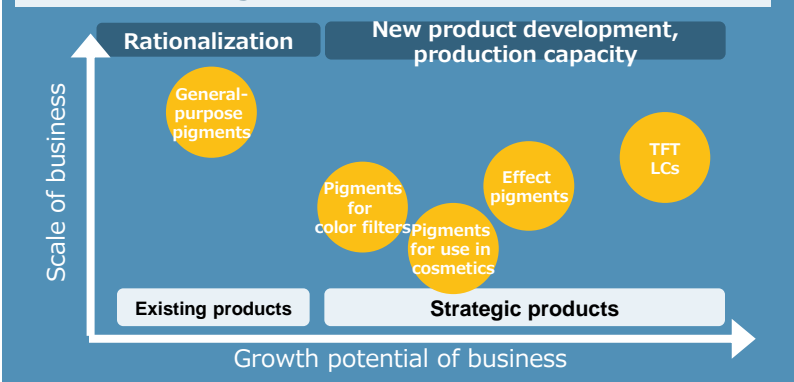 Rationalization
New product development,
production capacity
General-
purpose
pigments
Pigments
for
color filters
Pigments
for use in
cosmetics
Effect
pigments
TFT
LCs
Scale of business
Existing products
Strategic products
Growth potential of business